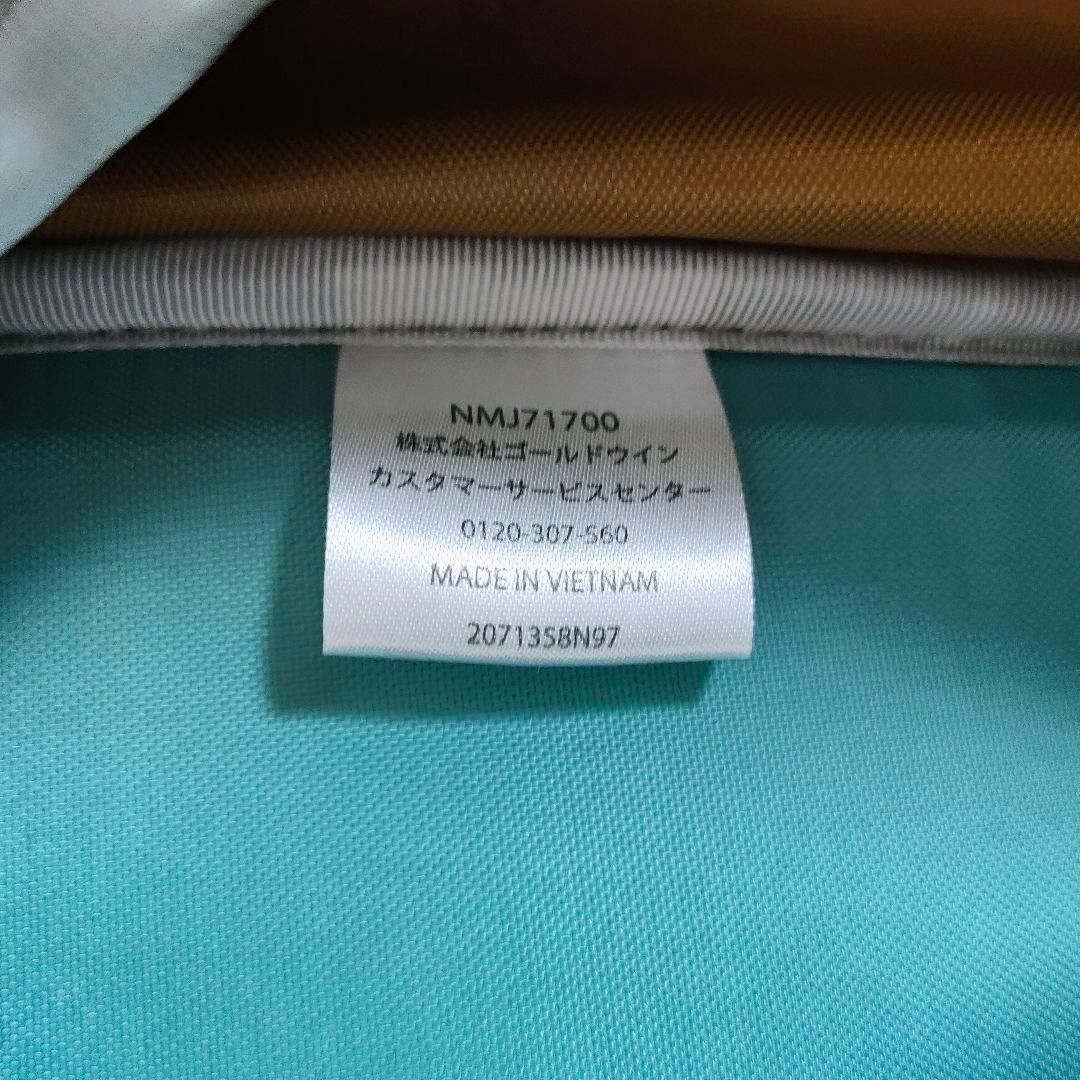 NMJ71700
株式会社ゴールドウイン
カスタマーサービスセンター
0120-307-560
MADE IN VIETNAM
2071358N97